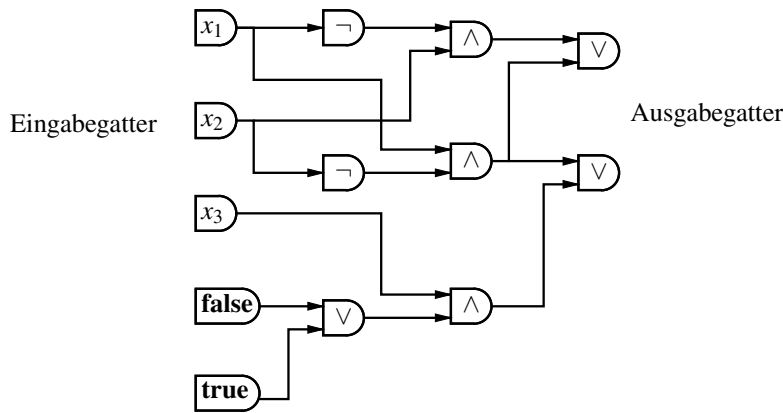 x₁
¬
∧
∨
Eingabegatter
x₂
Ausgabegatter
¬
∧
∨
x₃
false
∨
∧
true